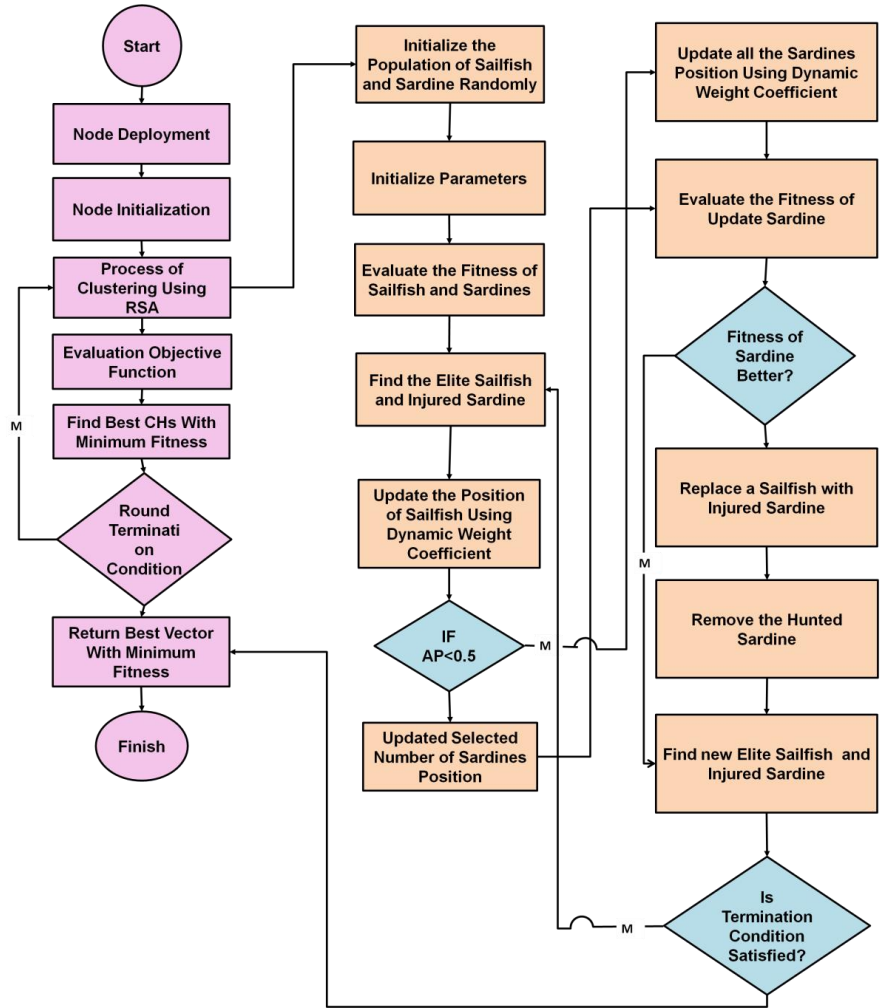 Start
Node Deployment
Node Initialization
Process of
Clustering Using
RSA
Evaluation Objective
Function
Find Best CHs With
Minimum Fitness
M
Round
Terminati
on
Condition
Return Best Vector
With Minimum
Fitness
Finish
Initialize the
Population of Sailfish
and Sardine Randomly
Initialize Parameters
Evaluate the Fitness of
Sailfish and Sardines
Find the Elite Sailfish
and Injured Sardine
Update the Position
of Sailfish Using
Dynamic Weight
Coefficient
IF
AP<0.5
M
Updated Selected
Number of Sardines
Position
Update all the Sardines
Position Using Dynamic
Weight Coefficient
Evaluate the Fitness of
Update Sardine
Fitness of
Sardine
Better?
M
Replace a Sailfish with
Injured Sardine
Remove the Hunted
Sardine
Find new Elite Sailfish and
Injured Sardine
Is
Termination
Condition
Satisfied?
M